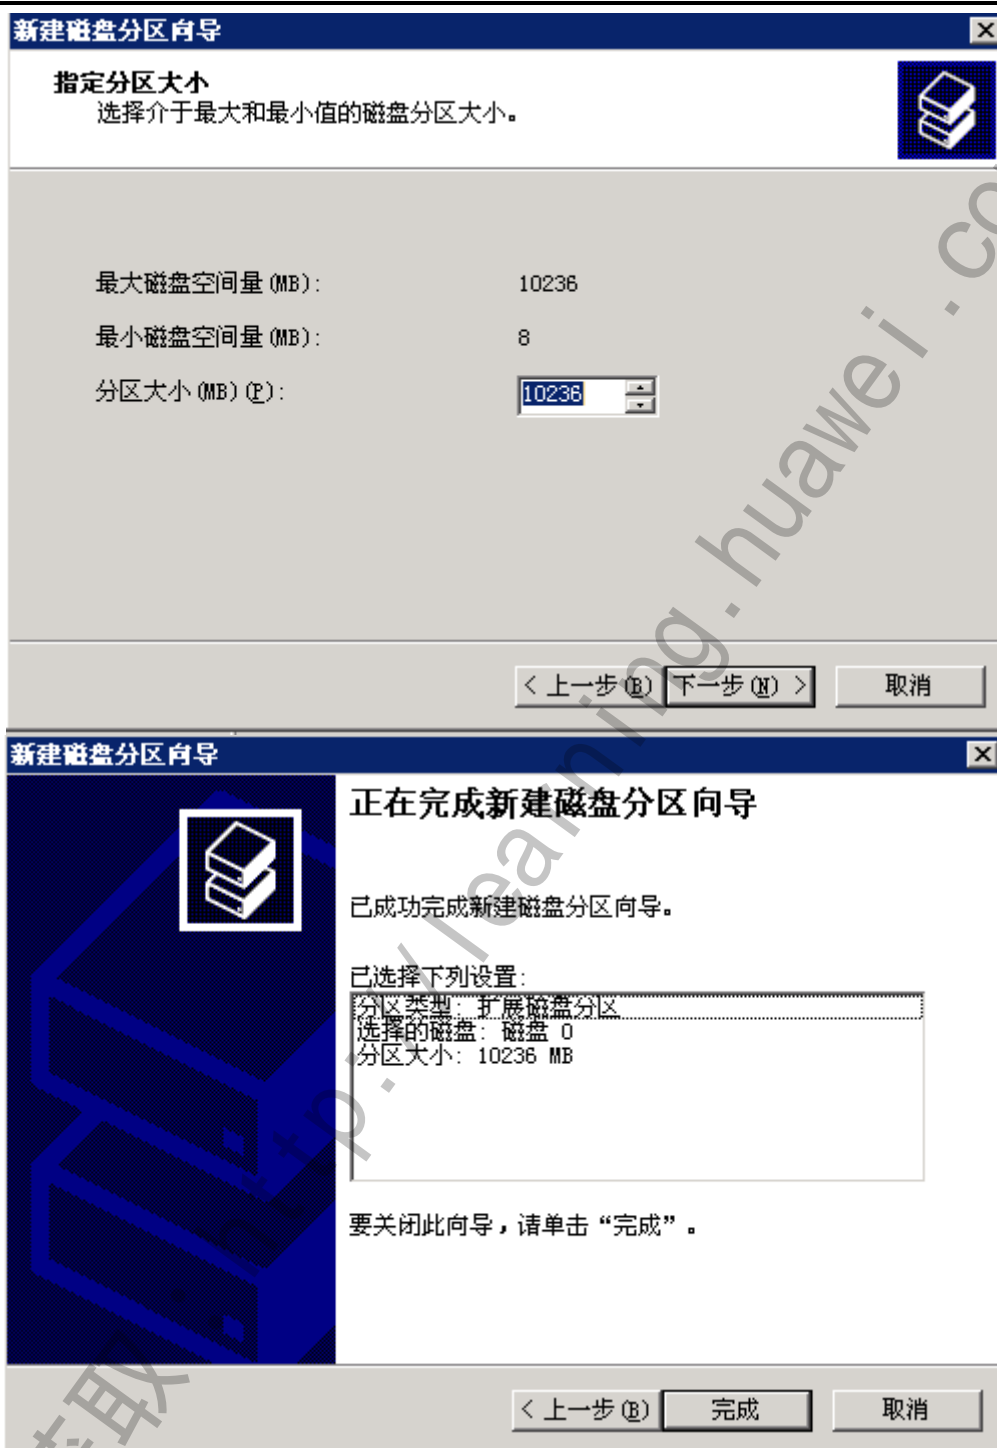 新建磁盘分区向导
指定分区大小
选择介于最大和最小值的磁盘分区大小。
最大磁盘空间量(MB): 10236
最小磁盘空间量(MB): 8
分区大小(MB)(P): 10236
< 上一步(B) 下一步(N) > 取消
新建磁盘分区向导
正在完成新建磁盘分区向导
已成功完成新建磁盘分区向导。
已选择下列设置:
分区类型: 扩展磁盘分区
选择的磁盘: 磁盘 0
分区大小: 10236 MB
要关闭此向导，请单击“完成”。
< 上一步(B) 完成 取消
取：http://learning.huawei.co